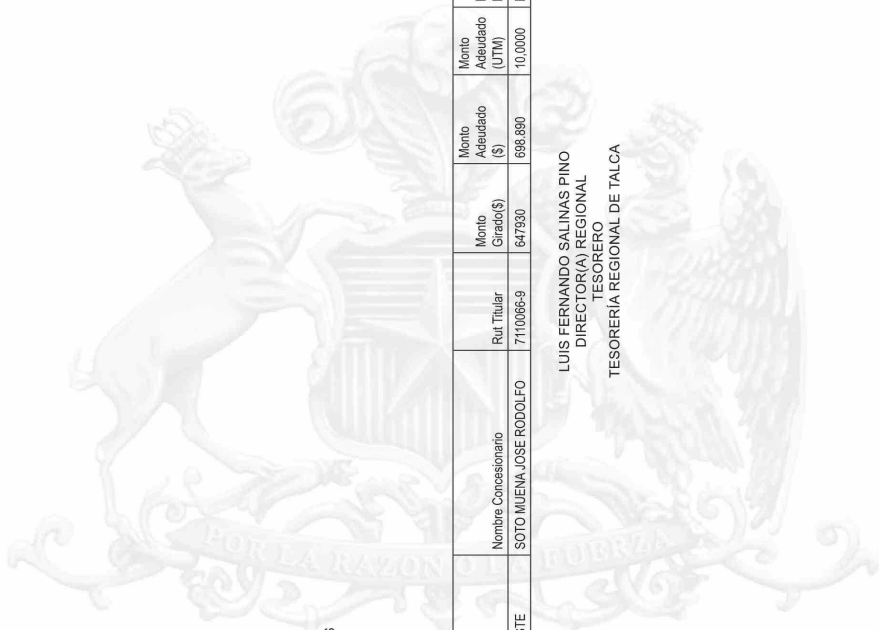 Nombre Concesionario Rut Titular Monto Girado($) Monto Adeudado ($) Monto Adeudado (UTM)
STE SOTO MUENA JOSE RODOLFO 7110066-9 647930 698.890 10,0000
LUIS FERNANDO SALINAS PINO
DIRECTOR(A) REGIONAL
TESORERO
TESORERÍA REGIONAL DE TALCA
POR LA RAZON O LA FUERZA